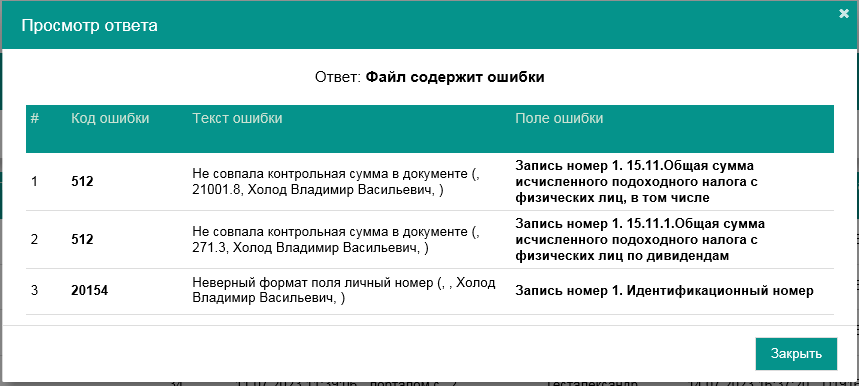 Просмотр ответа
Ответ: Файл содержит ошибки
# Код ошибки Текст ошибки Поле ошибки
1 512 Не совпала контрольная сумма в документе (, 21001.8, Холод Владимир Васильевич, ) Запись номер 1. 15.11.Общая сумма исчисленного подоходного налога с физических лиц, в том числе
2 512 Не совпала контрольная сумма в документе (, 271.3, Холод Владимир Васильевич, ) Запись номер 1. 15.11.1.Общая сумма исчисленного подоходного налога с физических лиц по дивидендам
3 20154 Неверный формат поля личный номер (, , Холод Владимир Васильевич, ) Запись номер 1. Идентификационный номер
Закрыть